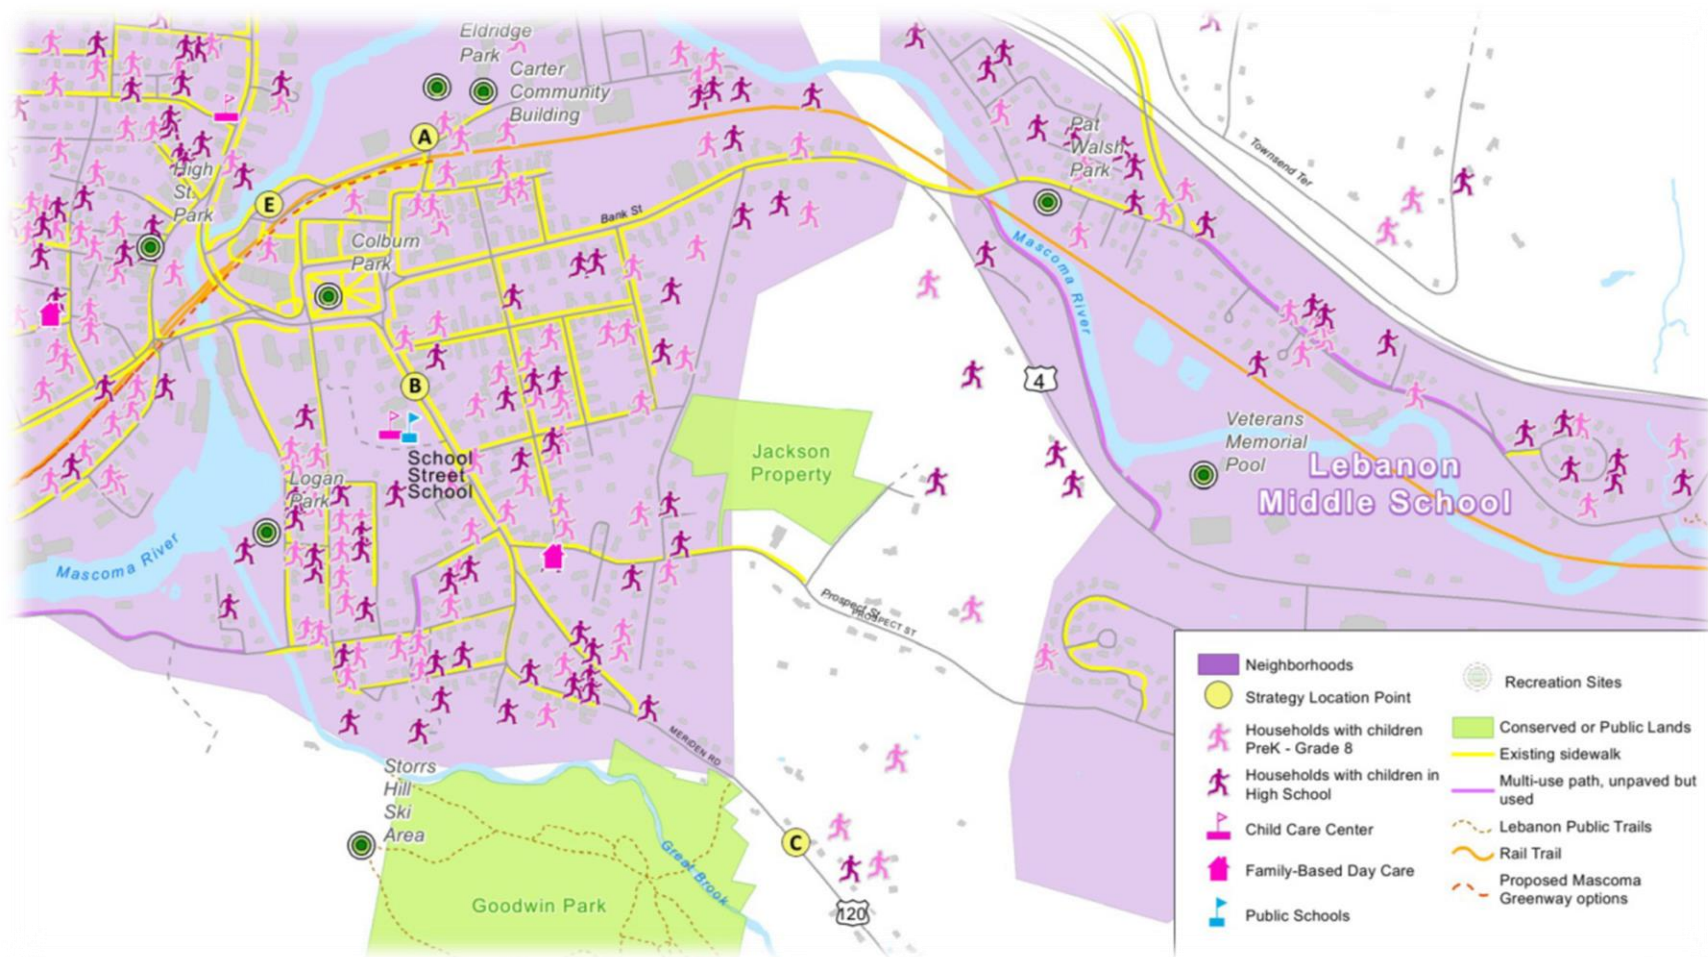 Eldridge
Park
Carter
Community
Building
A
High
St.
Park
E
Colburn
Park
Bank St
Pat
Walsh
Park
Townsend Ter
Mascoma River
4
B
School
Street
School
Logan
Park
Jackson
Property
Veterans
Memorial
Pool
Lebanon
Middle School
Mascoma River
Prospect St
PROSPECT ST
MERIDEN RD
Storrs
Hill
Ski
Area
C
Great Brook
Goodwin Park
120
Neighborhoods
Strategy Location Point
Households with children
PreK - Grade 8
Households with children in
High School
Child Care Center
Family-Based Day Care
Public Schools
Recreation Sites
Conserved or Public Lands
Existing sidewalk
Multi-use path, unpaved but
used
Lebanon Public Trails
Rail Trail
Proposed Mascoma
Greenway options